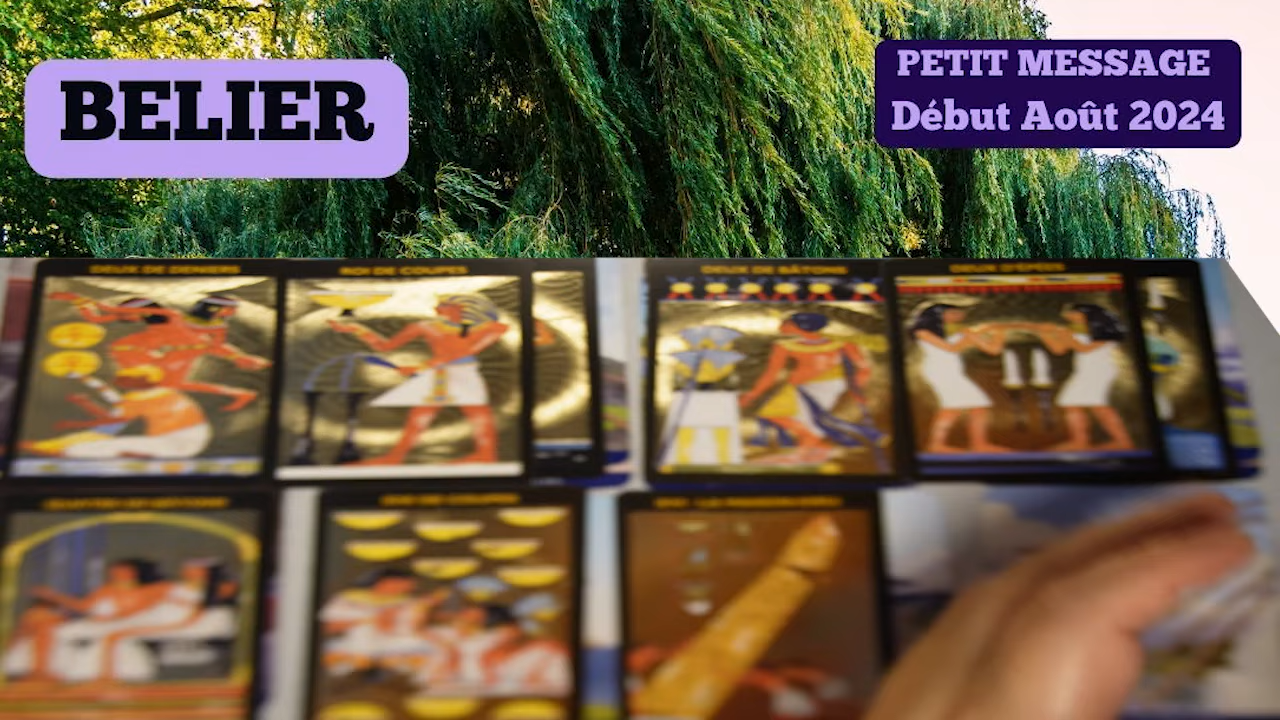 BELIER
PETIT MESSAGE
Début Août 2024
DEUX DE DENIERS
ROI DE COUPES
DEUX DE BÂTONS
DEUX D'ÉPÉES